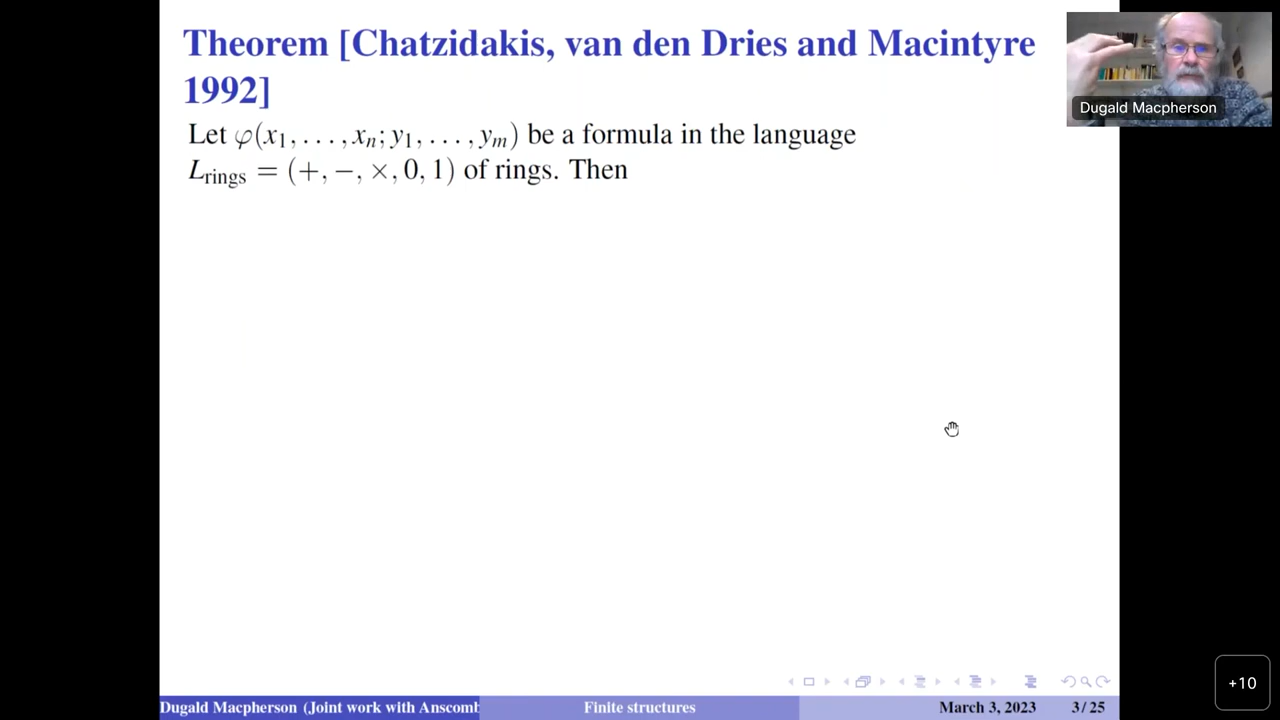 Theorem [Chatzidakis, van den Dries and Macintyre
1992]
Let φ(x₁, . . . , xₙ; y₁, . . . , yₘ) be a formula in the language
L_rings = (+, −, ×, 0, 1) of rings. Then
Dugald Macpherson
+10
Dugald Macpherson (Joint work with Anscomb
Finite structures
March 3, 2023
3 / 25